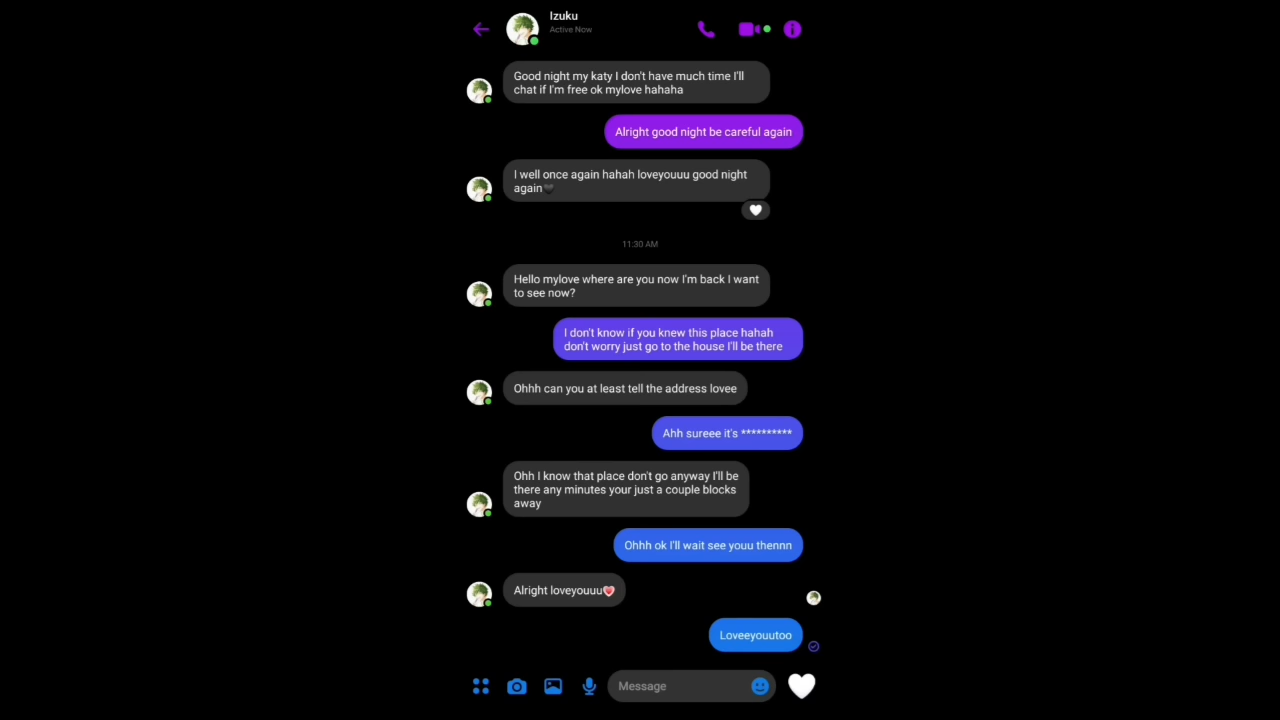 Izuku
Active Now
Good night my katy I don't have much time I'll
chat if I'm free ok mylove hahaha
Alright good night be careful again
I well once again hahah loveyouuu good night
again🖤
11:30 AM
Hello mylove where are you now I'm back I want
to see now?
I don't know if you knew this place hahah
don't worry just go to the house I'll be there
Ohhh can you at least tell the address lovee
Ahh sureee it's **********
Ohh I know that place don't go anyway I'll be
there any minutes your just a couple blocks
away
Ohhh ok I'll wait see youu thennn
Alright loveyouuu💗
Loveeyouutoo
Message